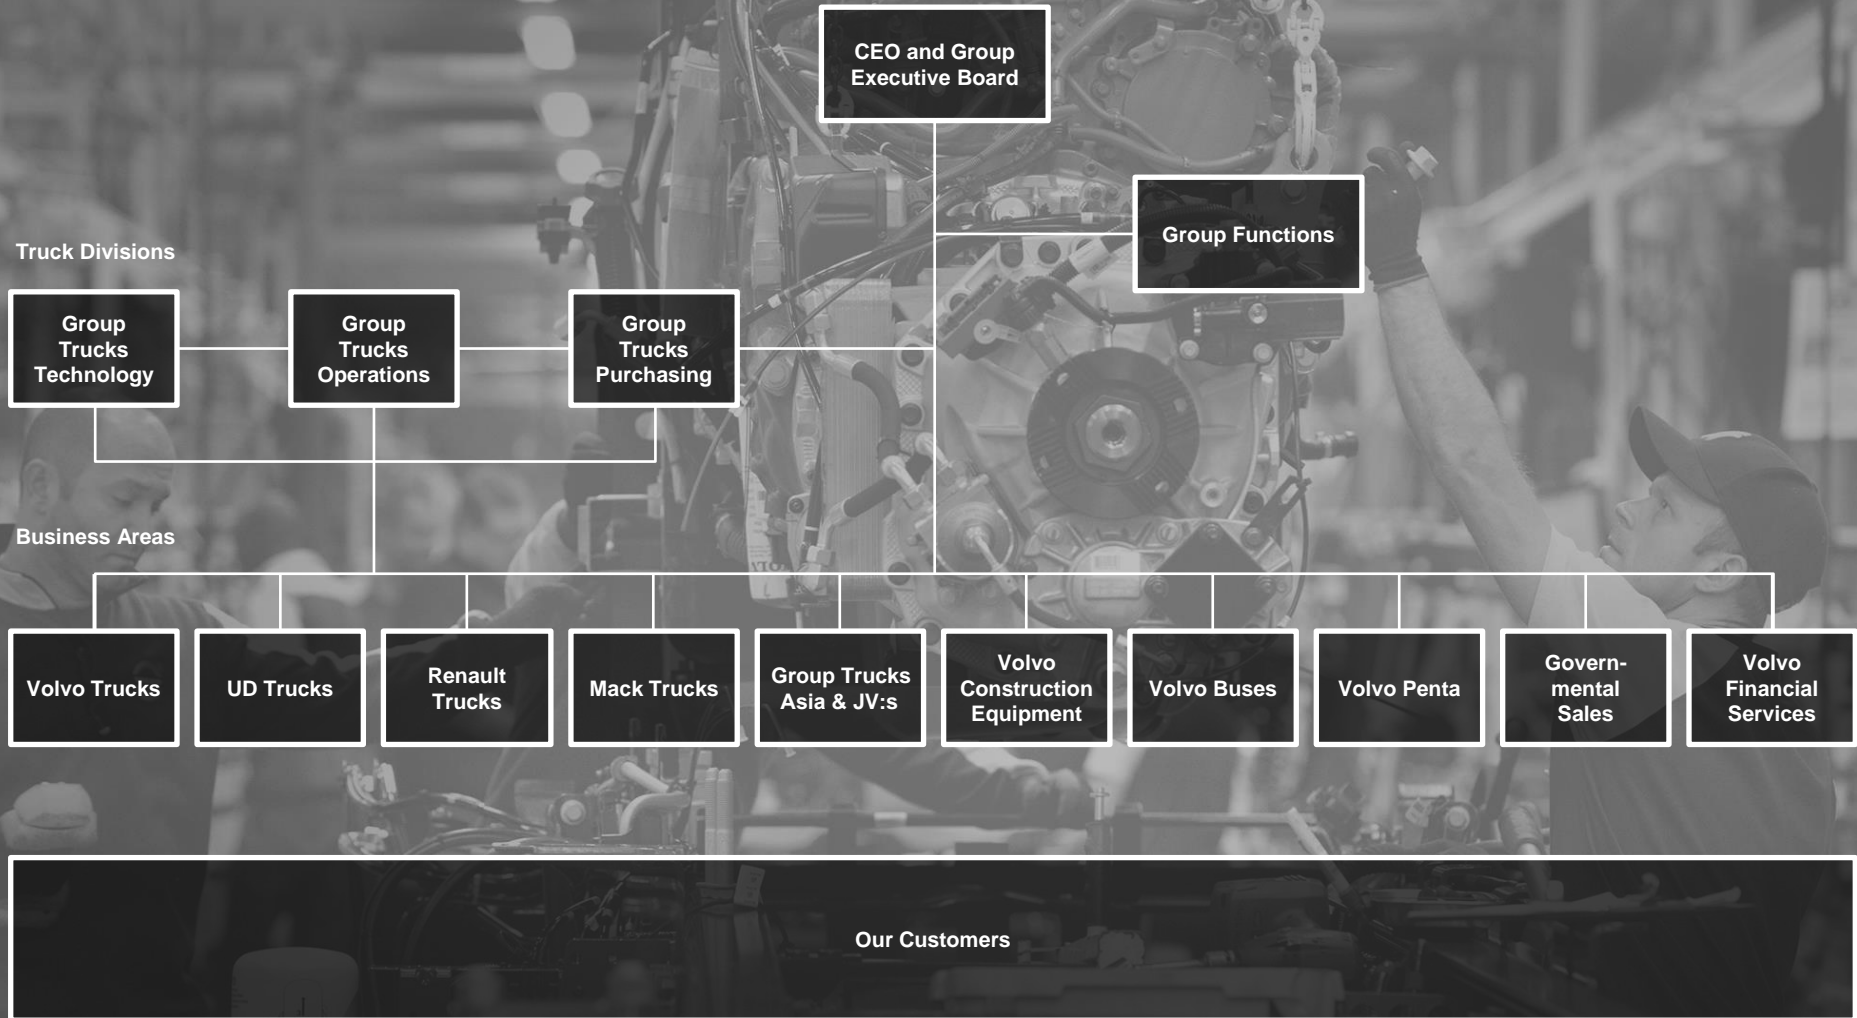 CEO and Group
Executive Board
Group Functions
Truck Divisions
Group
Trucks
Technology
Group
Trucks
Operations
Group
Trucks
Purchasing
Business Areas
Volvo Trucks
UD Trucks
Renault
Trucks
Mack Trucks
Group Trucks
Asia & JV:s
Volvo
Construction
Equipment
Volvo Buses
Volvo Penta
Govern-
mental
Sales
Volvo
Financial
Services
Our Customers